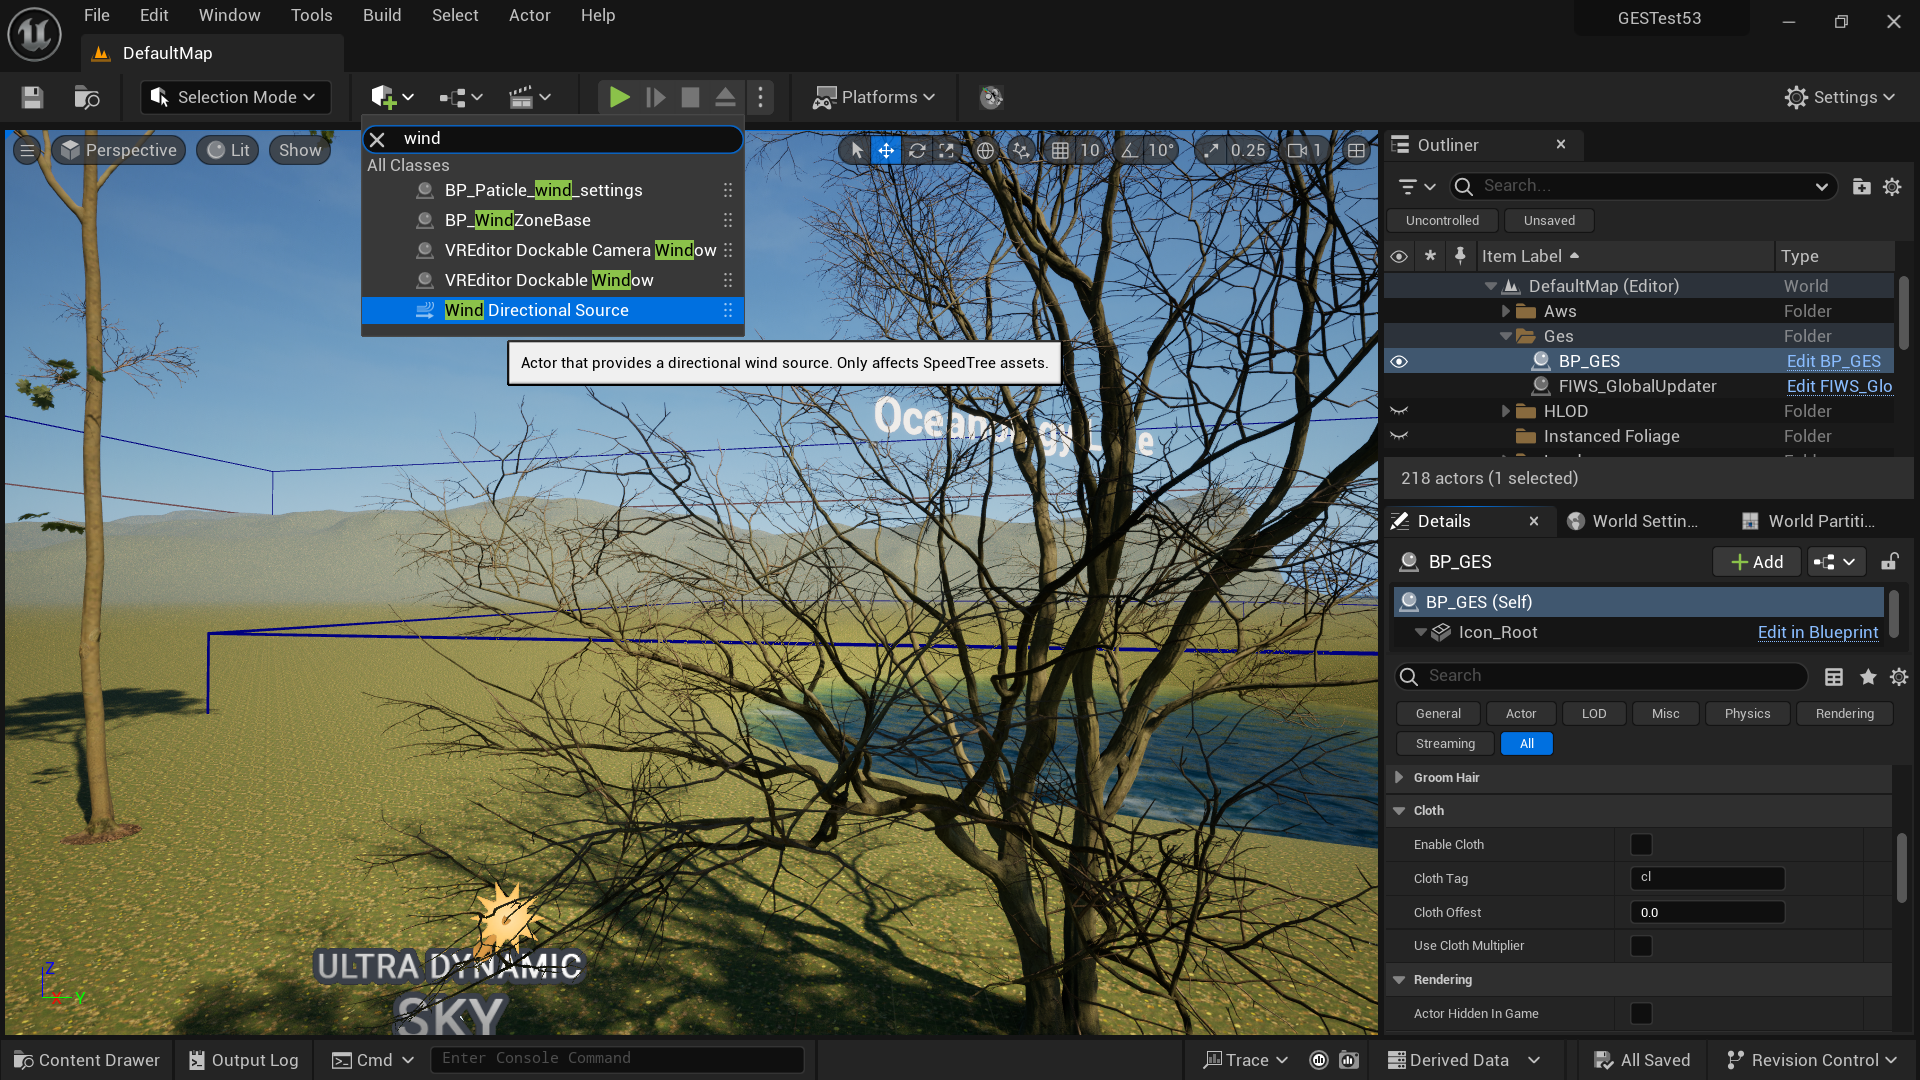 File Edit Window Tools Build Select Actor Help
GESTest53
DefaultMap
Selection Mode
Platforms
Settings
Perspective Lit Show
wind
10 10° 0.25 1
All Classes
BP_Paticle_wind_settings
BP_WindZoneBase
VREditor Dockable Camera Window
VREditor Dockable Window
Wind Directional Source
Actor that provides a directional wind source. Only affects SpeedTree assets.
ULTRA DYNAMIC
SKY
Z
X Y
Outliner
Search...
Uncontrolled Unsaved
Item Label Type
DefaultMap (Editor) World
Aws Folder
Ges Folder
BP_GES Edit BP_GES
FIWS_GlobalUpdater Edit FIWS_Glo
HLOD Folder
Instanced Foliage Folder
218 actors (1 selected)
Details World Settin... World Partiti...
BP_GES Add
BP_GES (Self)
Icon_Root Edit in Blueprint
Search
General Actor LOD Misc Physics Rendering
Streaming All
Groom Hair
Cloth
Enable Cloth
Cloth Tag cl
Cloth Offest 0.0
Use Cloth Multiplier
Rendering
Actor Hidden In Game
Content Drawer Output Log Cmd Enter Console Command Trace Derived Data All Saved Revision Control